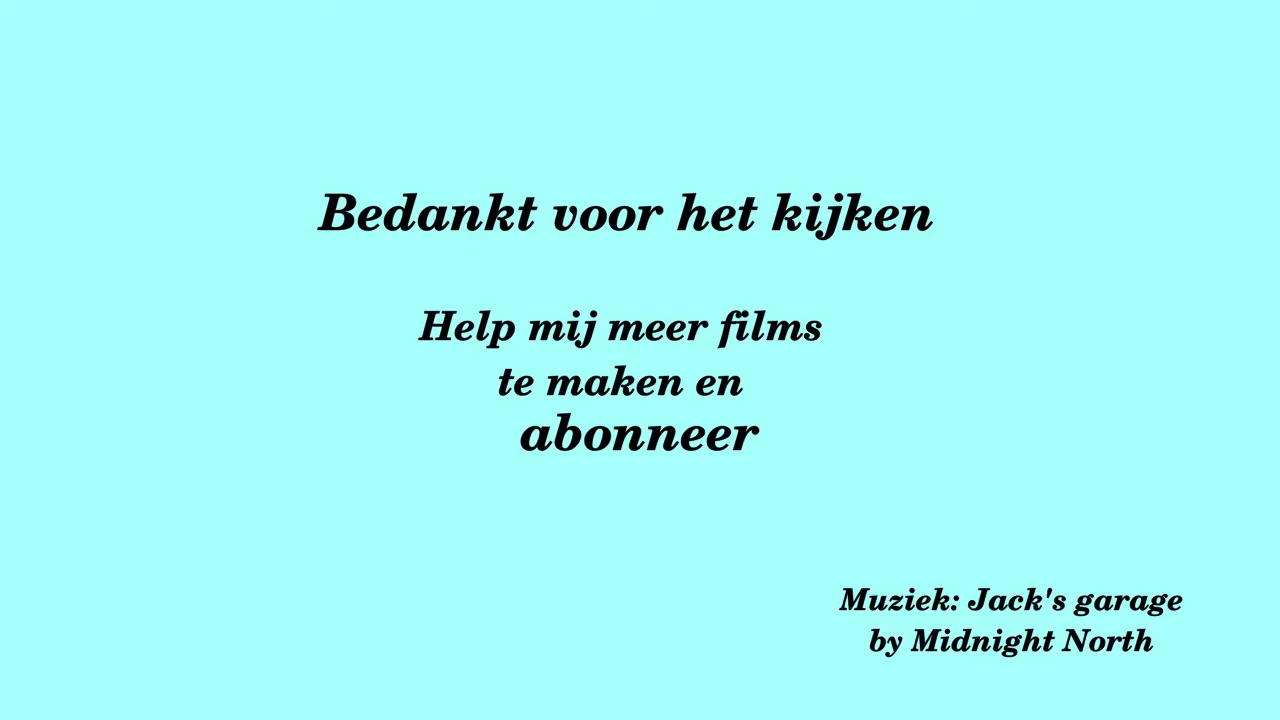 Bedankt voor het kijken
Help mij meer films
te maken en
abonneer
Muziek: Jack's garage
by Midnight North